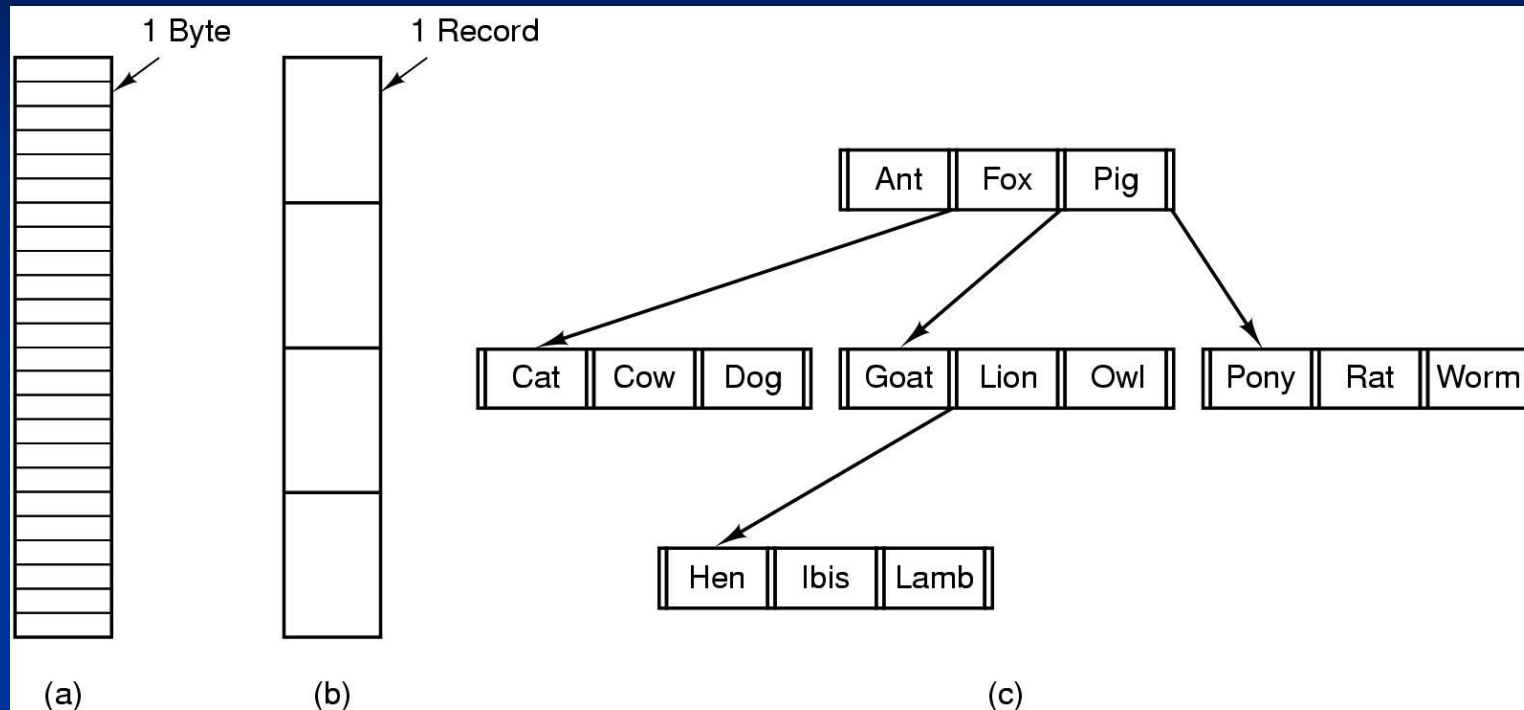 1 Byte
1 Record
Ant Fox Pig
Cat Cow Dog
Goat Lion Owl
Pony Rat Worm
Hen Ibis Lamb
(a)
(b)
(c)